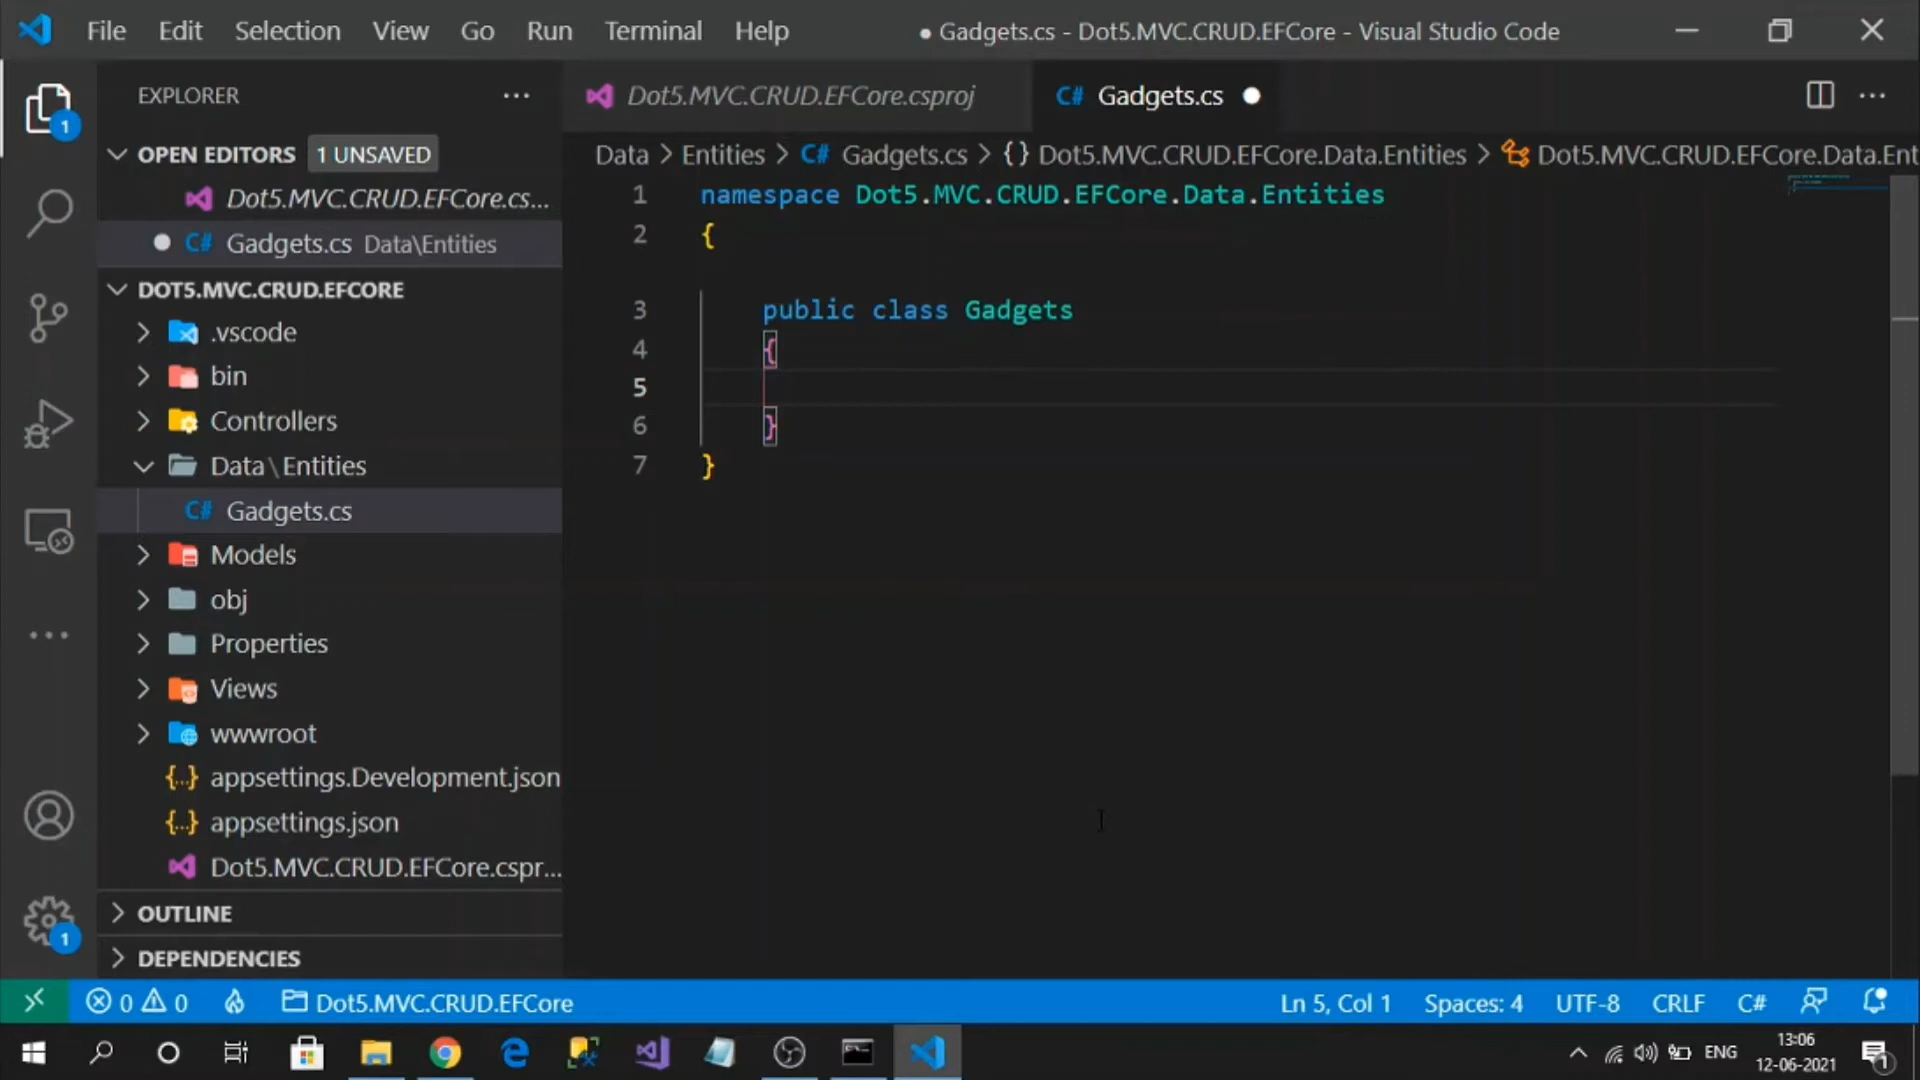 File Edit Selection View Go Run Terminal Help ● Gadgets.cs - Dot5.MVC.CRUD.EFCore - Visual Studio Code
EXPLORER ···
Dot5.MVC.CRUD.EFCore.csproj
C# Gadgets.cs ●
OPEN EDITORS 1 UNSAVED
Dot5.MVC.CRUD.EFCore.cs...
● C# Gadgets.cs Data\Entities
DOT5.MVC.CRUD.EFCORE
.vscode
bin
Controllers
Data\Entities
C# Gadgets.cs
Models
obj
Properties
Views
wwwroot
{..} appsettings.Development.json
{..} appsettings.json
Dot5.MVC.CRUD.EFCore.cspr...
OUTLINE
DEPENDENCIES
1
1
Data > Entities > C# Gadgets.cs > {} Dot5.MVC.CRUD.EFCore.Data.Entities > Dot5.MVC.CRUD.EFCore.Data.Ent
1 namespace Dot5.MVC.CRUD.EFCore.Data.Entities
2 {
3 public class Gadgets
4 {
5
6 }
7 }
0 0 Dot5.MVC.CRUD.EFCore Ln 5, Col 1 Spaces: 4 UTF-8 CRLF C#
ENG 13:06
12-06-2021
1